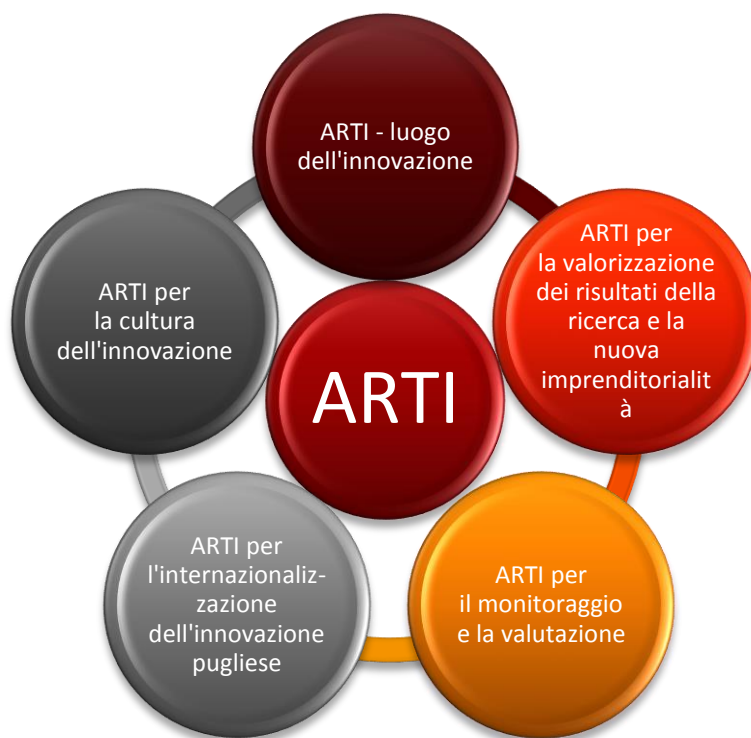 ARTI - luogo
dell'innovazione
ARTI per
la valorizzazione
dei risultati della
ricerca e la
nuova
imprenditorialit
à
ARTI per
il monitoraggio
e la valutazione
ARTI per
l'internazionaliz-
zazione
dell'innovazione
pugliese
ARTI per
la cultura
dell'innovazione
ARTI